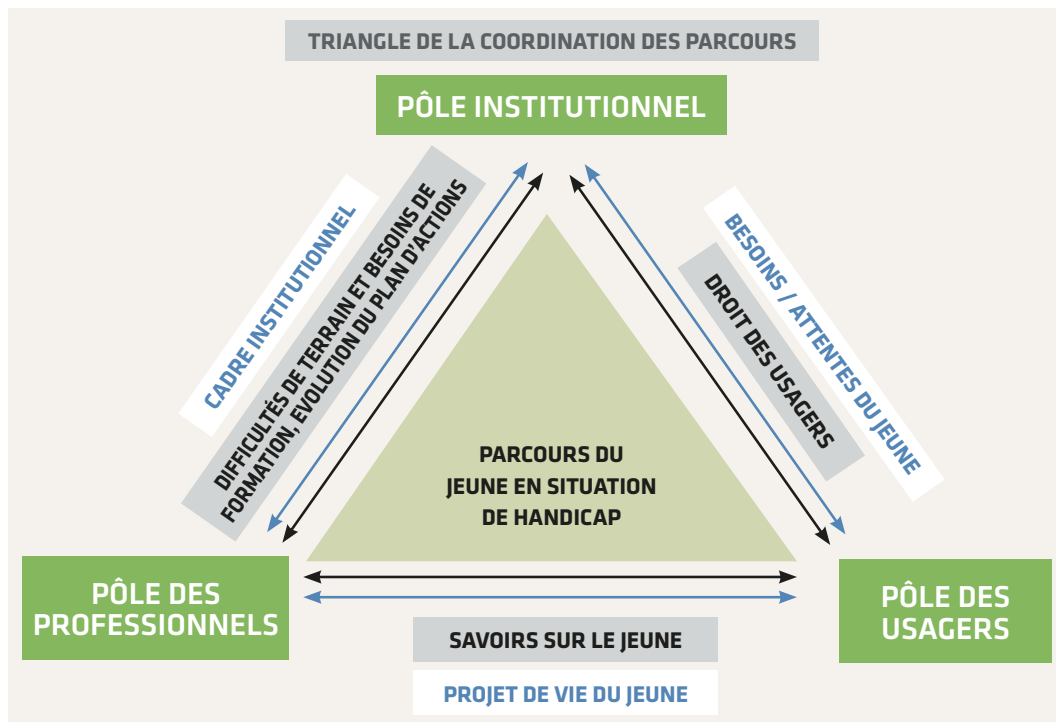 TRIANGLE DE LA COORDINATION DES PARCOURS
PÔLE INSTITUTIONNEL
CADRE INSTITUTIONNEL
DIFFICULTÉS DE TERRAIN ET BESOINS DE
FORMATION, EVOLUTION DU PLAN D'ACTIONS
BESOINS / ATTENTES DU JEUNE
DROIT DES USAGERS
PARCOURS DU
JEUNE EN SITUATION
DE HANDICAP
PÔLE DES
PROFESSIONNELS
PÔLE DES
USAGERS
SAVOIRS SUR LE JEUNE
PROJET DE VIE DU JEUNE